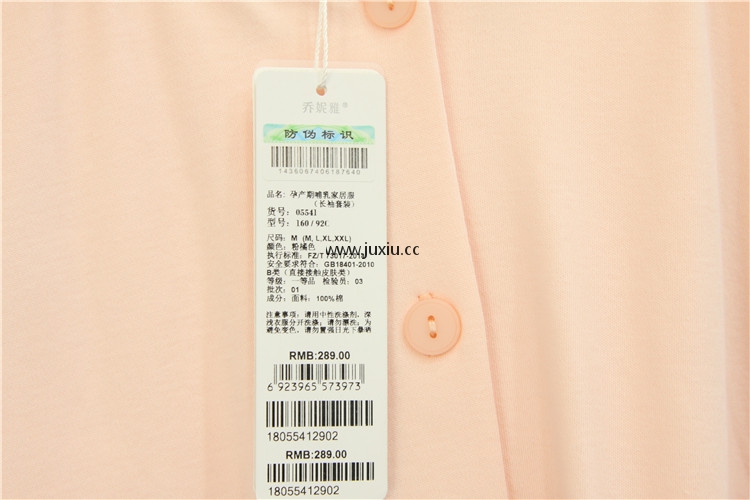 乔妮雅®
防伪标识
1436087406187640
品名：孕产期哺乳家居服
（长袖套装）
货号：05541
型号：160/92C
尺码：M (M, L,XL,XXL)
颜色：粉橘色
www.juxiu.cc
执行标准：FZ/T 73017-2014
安全要求符合：GB18401-2010
B类（直接接触皮肤类）
等级：一等品 检验员：03
批次：01
成分：面料：100%棉
注意事项：请用中性洗涤剂，深
浅衣服分开洗涤；请勿漂洗；为
避免变色，请勿置强日光下暴晒
RMB:289.00
6 923965 573973
18055412902
RMB:289.00
18055412902